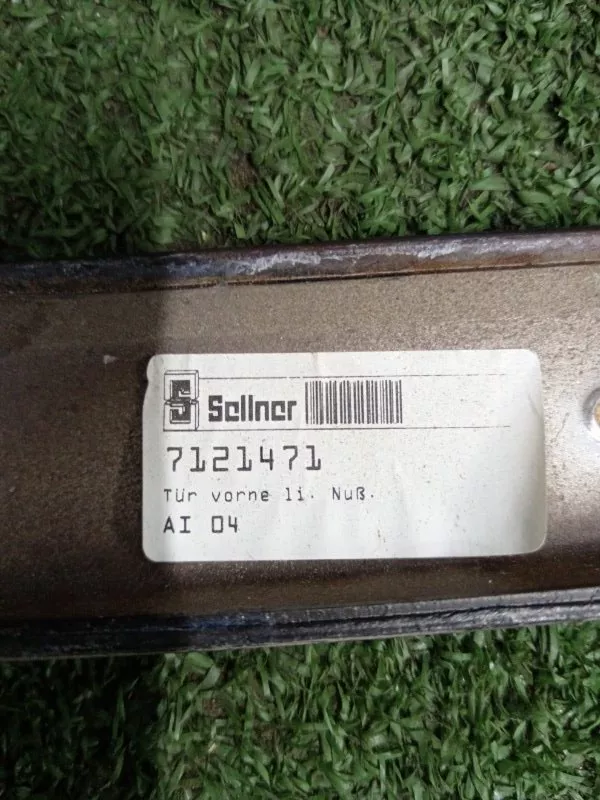 S Sellner
7121471
Tür vorne li. Nuß.
AI 04